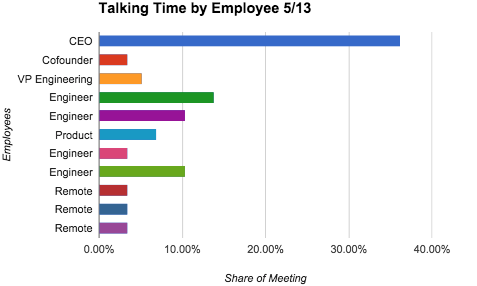 Talking Time by Employee 5/13
Employees
CEO
Cofounder
VP Engineering
Engineer
Engineer
Product
Engineer
Engineer
Remote
Remote
Remote
0.00% 10.00% 20.00% 30.00% 40.00%
Share of Meeting